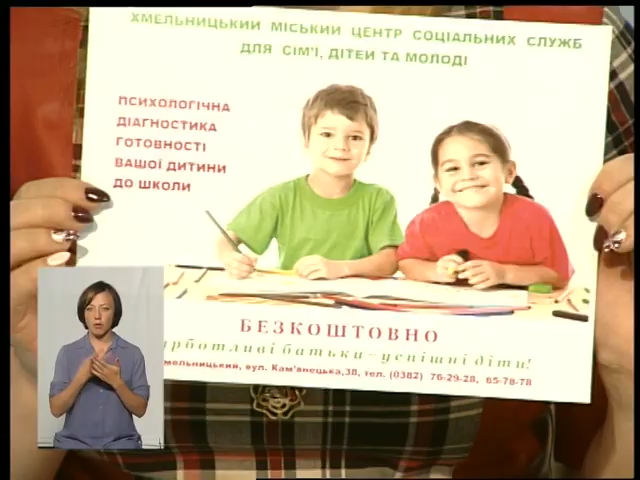 ХМЕЛЬНИЦЬКИЙ МІСЬКИЙ ЦЕНТР СОЦІАЛЬНИХ СЛУЖБ
ДЛЯ СІМ'Ї, ДІТЕЙ ТА МОЛОДІ
ПСИХОЛОГІЧНА
ДІАГНОСТИКА
ГОТОВНОСТІ
ВАШОЇ ДИТИНИ
ДО ШКОЛИ
БЕЗКОШТОВНО
батьки – успішні діти!
вул. Кам'янецька,38, тел. (0382) 76-29-28, 65-78-78